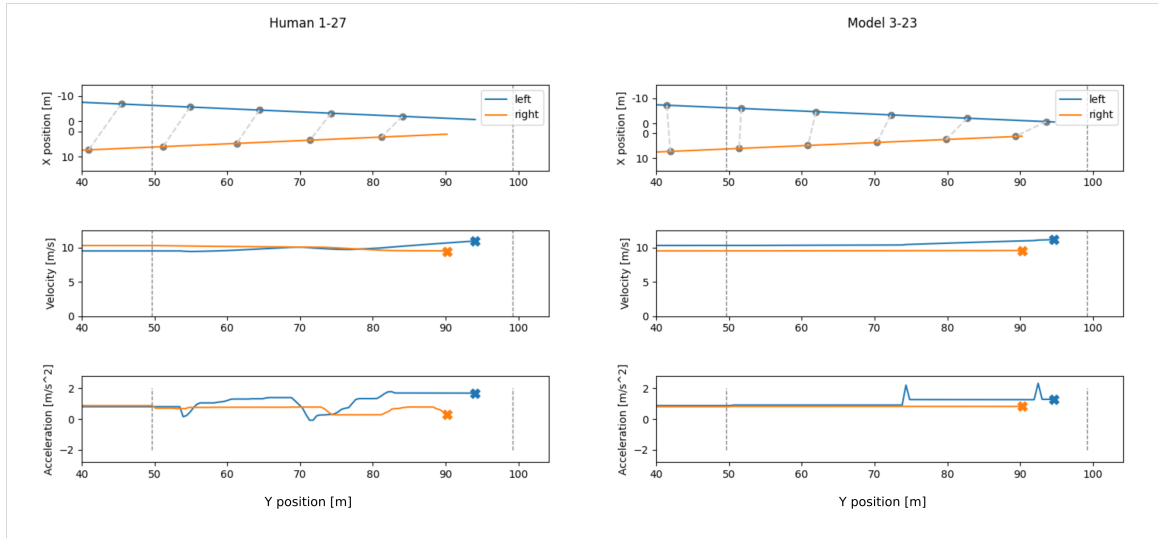 Human 1-27
Model 3-23
X position [m]
-10
0
0
10
left
right
40 50 60 70 80 90 100
X position [m]
-10
0
0
10
left
right
40 50 60 70 80 90 100
Velocity [m/s]
10
5
0
40 50 60 70 80 90 100
Velocity [m/s]
10
5
0
40 50 60 70 80 90 100
Acceleration [m/s^2]
2
0
−2
40 50 60 70 80 90 100
Acceleration [m/s^2]
2
0
−2
40 50 60 70 80 90 100
Y position [m]
Y position [m]